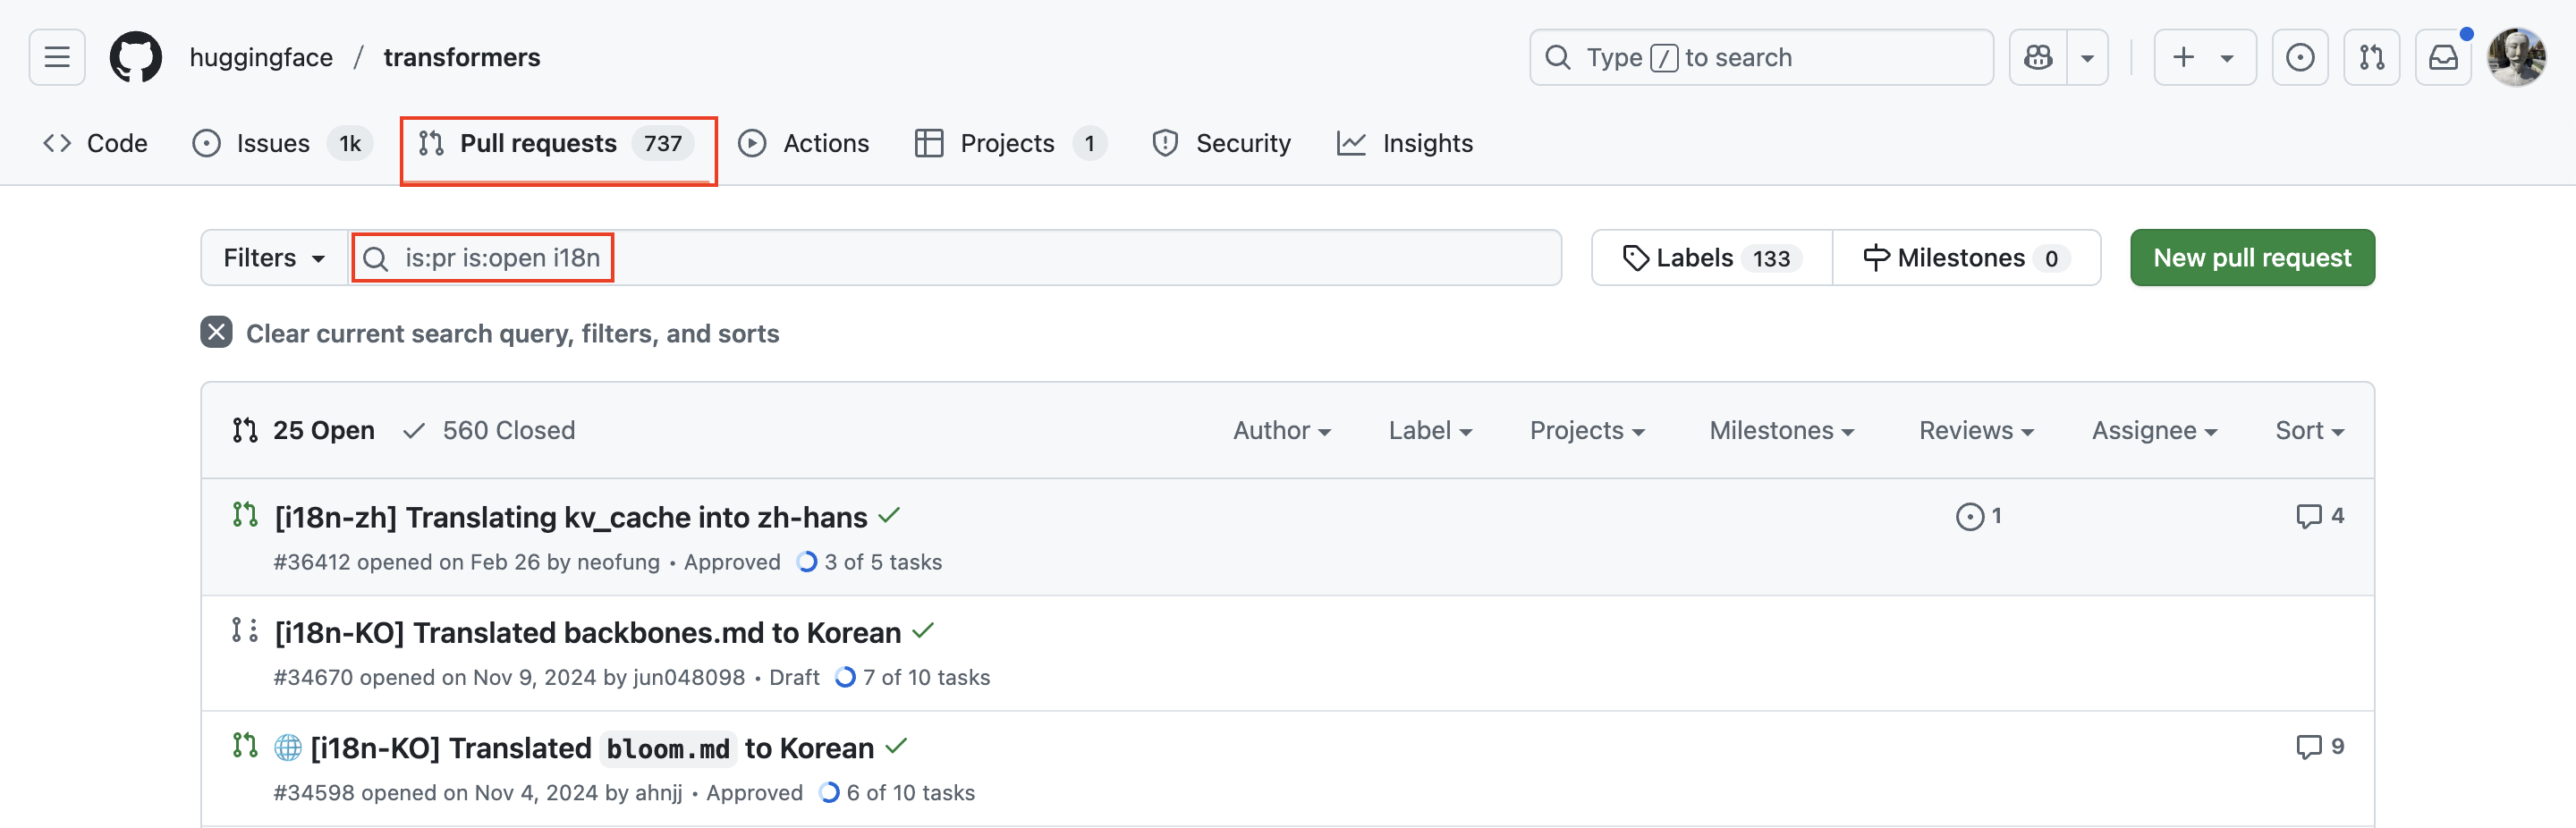 huggingface / transformers Type / to search
Code Issues 1k Pull requests 737 Actions Projects 1 Security Insights
Filters is:pr is:open i18n Labels 133 Milestones 0 New pull request
Clear current search query, filters, and sorts
25 Open 560 Closed Author Label Projects Milestones Reviews Assignee Sort
[i18n-zh] Translating kv_cache into zh-hans 1 4
#36412 opened on Feb 26 by neofung • Approved 3 of 5 tasks
[i18n-KO] Translated backbones.md to Korean
#34670 opened on Nov 9, 2024 by jun048098 • Draft 7 of 10 tasks
[i18n-KO] Translated bloom.md to Korean 9
#34598 opened on Nov 4, 2024 by ahnjj • Approved 6 of 10 tasks